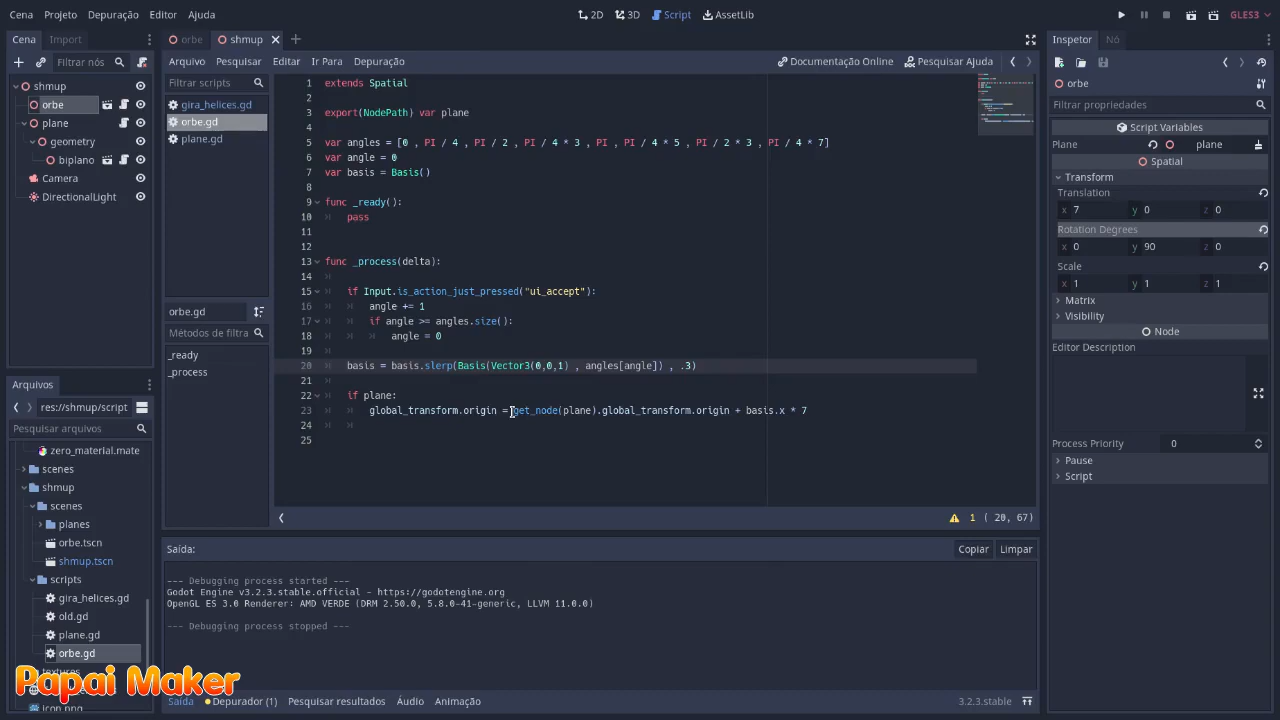 Cena Projeto Depuração Editor Ajuda
2D 3D Script AssetLib
GLES3
Cena Import
Filtrar nós
shmup
orbe
plane
geometry
biplano
Camera
DirectionalLight
Arquivos
res://shmup/script
Pesquisar arquivos
zero_material.mate
scenes
shmup
scenes
planes
orbe.tscn
shmup.tscn
scripts
gira_helices.gd
old.gd
plane.gd
orbe.gd
textures
icon.png
Papai Maker
orbe shmup
Arquivo Pesquisar Editar Ir Para Depuração
Documentação Online Pesquisar Ajuda
Filtrar scripts
gira_helices.gd
orbe.gd
plane.gd
orbe.gd
Métodos de filtra
_ready
_process
1 extends Spatial
2
3 export(NodePath) var plane
4
5 var angles = [0 , PI / 4 , PI / 2 , PI / 4 * 3 , PI , PI / 4 * 5 , PI / 2 * 3 , PI / 4 * 7]
6 var angle = 0
7 var basis = Basis()
8
9 func _ready():
10 pass
11
12
13 func _process(delta):
14
15 if Input.is_action_just_pressed("ui_accept"):
16 angle += 1
17 if angle >= angles.size():
18 angle = 0
19
20 basis = basis.slerp(Basis(Vector3(0,0,1) , angles[angle]) , .3)
21
22 if plane:
23 global_transform.origin = get_node(plane).global_transform.origin + basis.x * 7
24
25
1 ( 20, 67)
Saída:
Copiar Limpar
--- Debugging process started ---
Godot Engine v3.2.3.stable.official - https://godotengine.org
OpenGL ES 3.0 Renderer: AMD VERDE (DRM 2.50.0, 5.8.0-41-generic, LLVM 11.0.0)
--- Debugging process stopped ---
Saída Depurador (1) Pesquisar resultados Áudio Animação
3.2.3.stable
Inspetor Nó
orbe
Filtrar propriedades
Script Variables
Plane plane
Spatial
Transform
Translation
x 7 y 0 z 0
Rotation Degrees
x 0 y 90 z 0
Scale
x 1 y 1 z 1
Matrix
Visibility
Node
Editor Description
Process Priority 0
Pause
Script